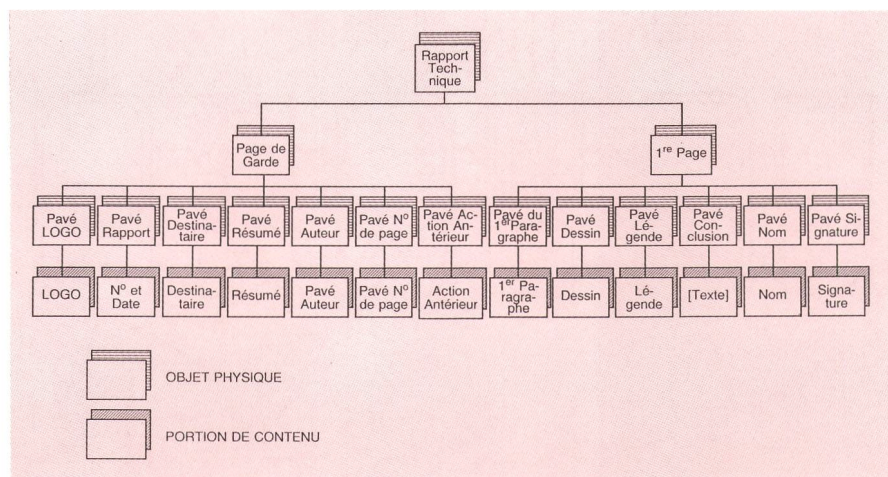 Rapport
Tech-
nique
Page de
Garde
1re Page
Pavé
LOGO
Pavé
Rapport
Pavé
Destina-
taire
Pavé
Résumé
Pavé
Auteur
Pavé No
de page
Pavé Ac-
tion An-
térieur
Pavé du
1erPara-
graphe
Pavé
Dessin
Pavé
Lé-
gende
Pavé
Con-
clusion
Pavé
Nom
Pavé Si-
gnature
LOGO
No et
Date
Destina-
taire
Résumé
Pavé
Auteur
Pavé No
de page
Action
Antérieur
1er Pa-
ragra-
phe
Dessin
Lé-
gende
[Texte]
Nom
Signa-
ture
OBJET PHYSIQUE
PORTION DE CONTENU